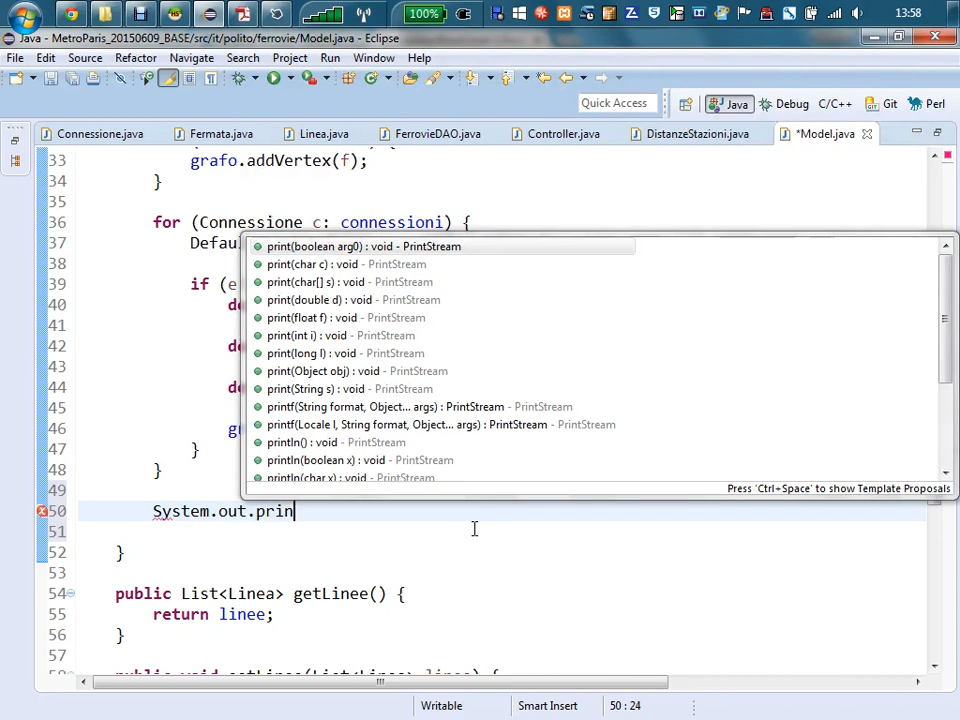 100%
13:58
Java - MetroParis_20150609_BASE/src/it/polito/ferrovie/Model.java - Eclipse
File Edit Source Refactor Navigate Search Project Run Window Help
Quick Access
Java Debug C/C++ Git Perl
Connessione.java Fermata.java Linea.java FerrovieDAO.java Controller.java DistanzeStazioni.java *Model.java
33 grafo.addVertex(f);
34 }
35
36 for (Connessione c: connessioni) {
37 Defau
38
39 if (e
40 de
41
42 de
43
44 de
45
46 gr
47 }
48 }
49
50 System.out.prin
51
52 }
53
54 public List<Linea> getLinee() {
55 return linee;
56 }
57
print(boolean arg0) : void - PrintStream
print(char c) : void - PrintStream
print(char[] s) : void - PrintStream
print(double d) : void - PrintStream
print(float f) : void - PrintStream
print(int i) : void - PrintStream
print(long l) : void - PrintStream
print(Object obj) : void - PrintStream
print(String s) : void - PrintStream
printf(String format, Object... args) : PrintStream - PrintStream
printf(Locale l, String format, Object... args) : PrintStream - PrintStream
println() : void - PrintStream
println(boolean x) : void - PrintStream
println(char x) : void - PrintStream
Press 'Ctrl+Space' to show Template Proposals
Writable Smart Insert 50 : 24